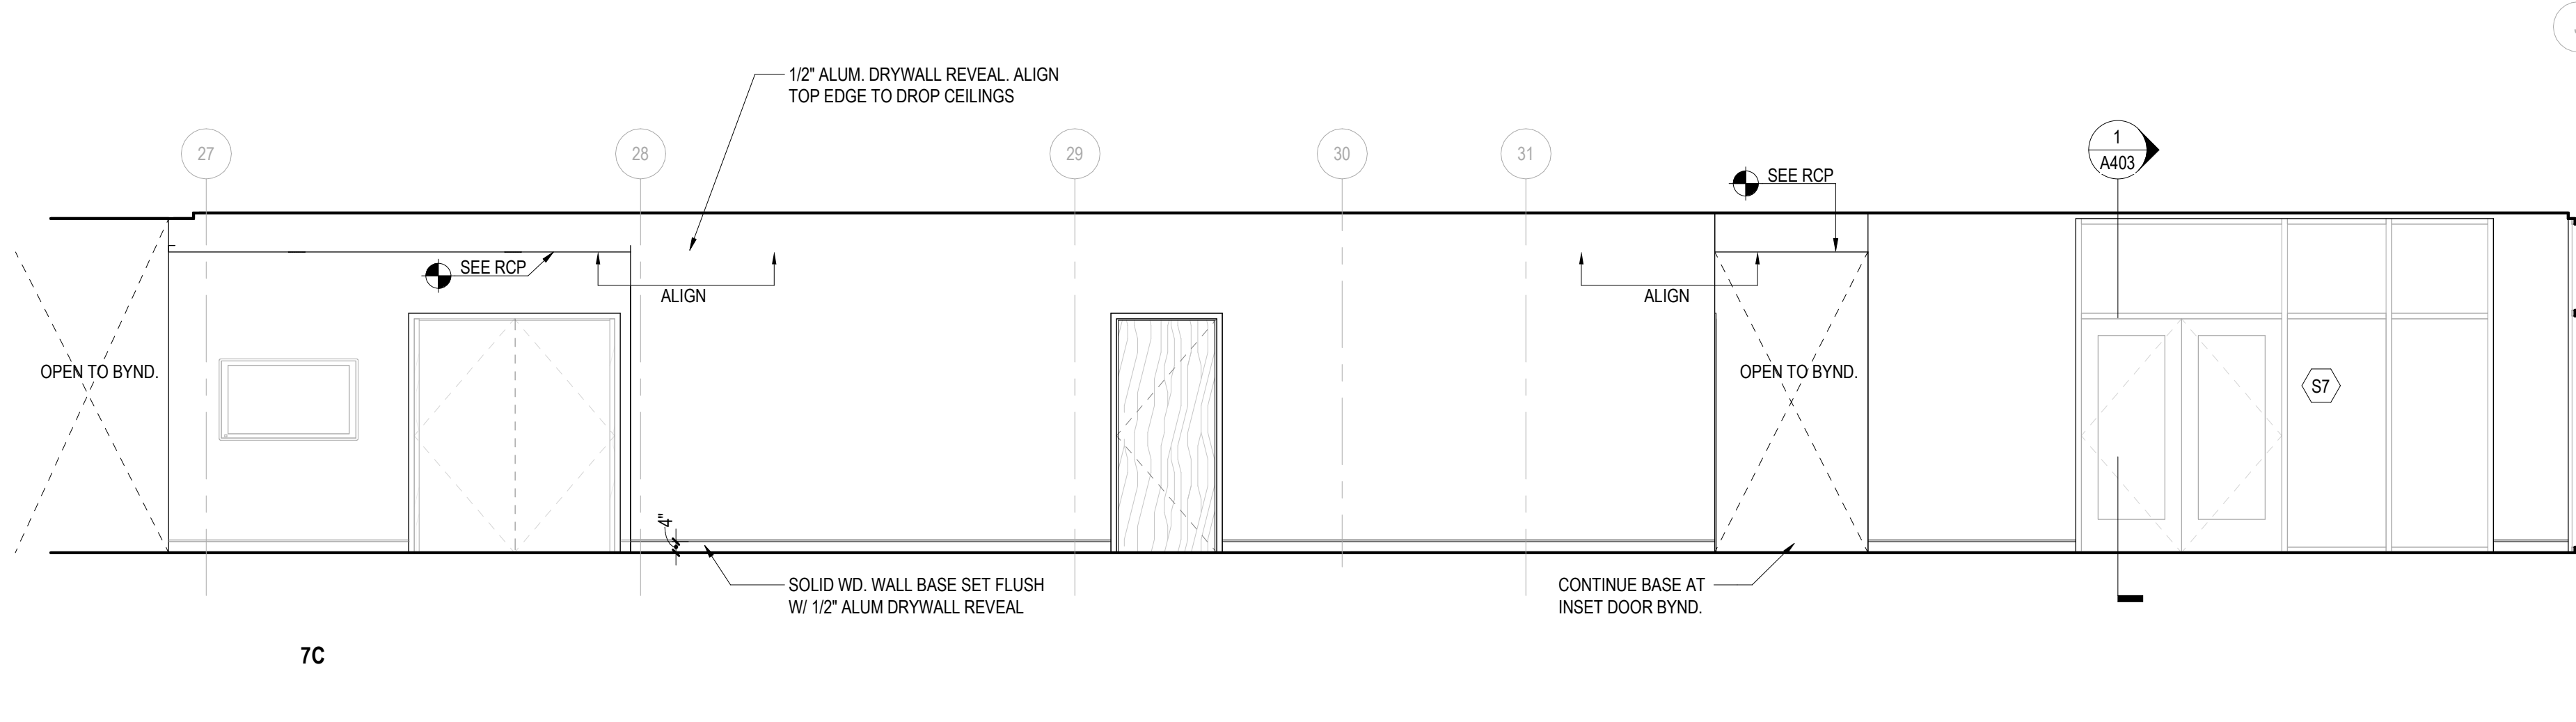 1/2" ALUM. DRYWALL REVEAL. ALIGN
TOP EDGE TO DROP CEILINGS
27
28
29
30
31
1
A403
SEE RCP
SEE RCP
ALIGN
ALIGN
OPEN TO BYND.
OPEN TO BYND.
S7
4"
SOLID WD. WALL BASE SET FLUSH
W/ 1/2" ALUM DRYWALL REVEAL
CONTINUE BASE AT
INSET DOOR BYND.
7C